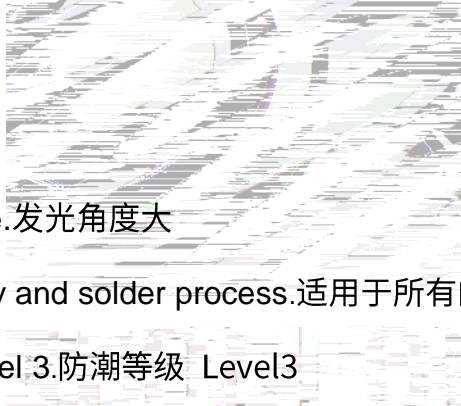 .发光角度大
and solder process.适用于所有
el 3.防潮等级 Level3